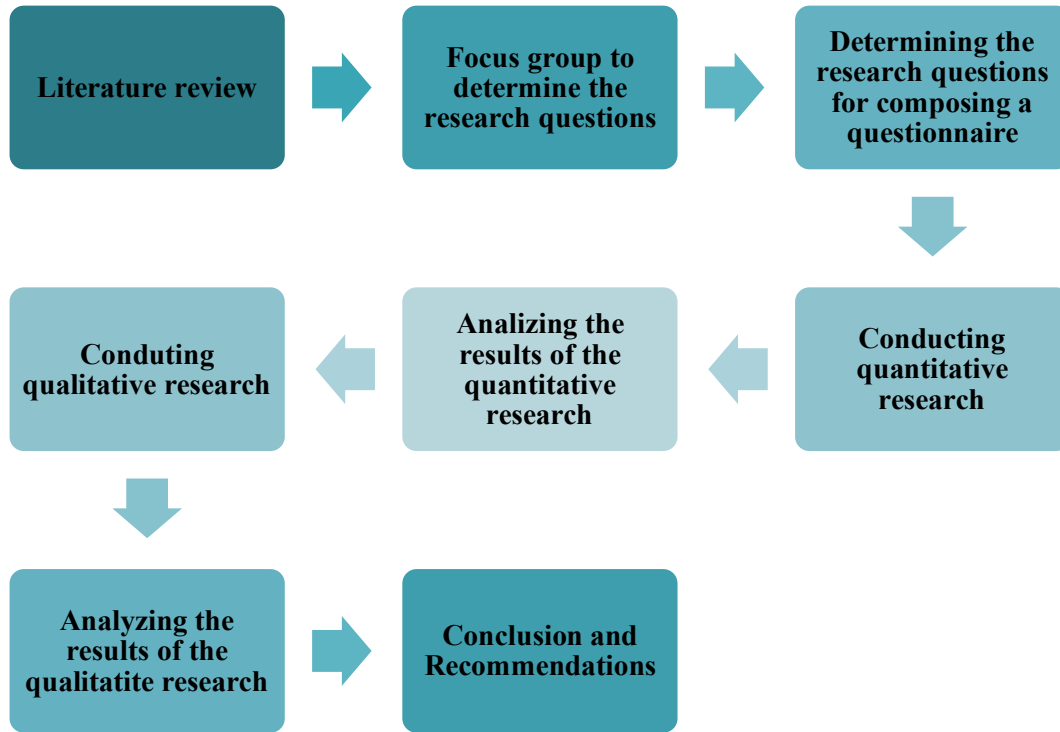 Literature review
Focus group to
determine the
research questions
Determining the
research questions
for composing a
questionnaire
Conducting
quantitative
research
Analizing the
results of the
quantitative
research
Conduting
qualitative research
Analyzing the
results of the
qualitatite research
Conclusion and
Recommendations